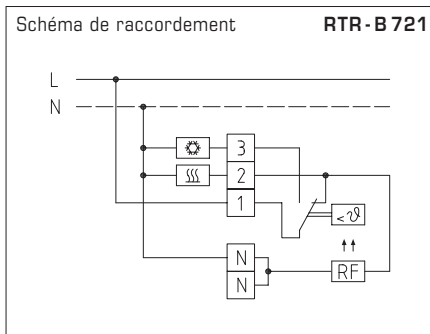 Schéma de raccordement RTR-B 721
L
N
3
2
1
< ϑ
N
RF
N